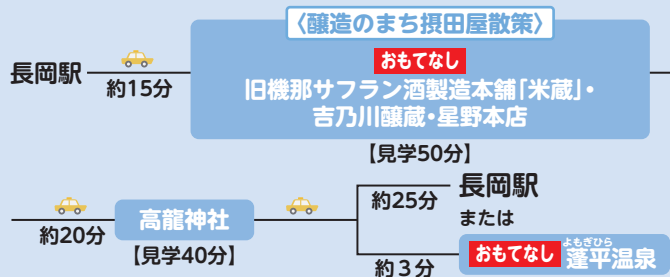 〈醸造のまち摂田屋散策〉
おもてなし
長岡駅
約15分
旧機那サフラン酒製造本舗「米蔵」・
吉乃川醸蔵・星野本店
【見学50分】
約20分
高龍神社
【見学40分】
約25分
長岡駅
または
約3分
よもぎひら
おもてなし 蓬平温泉